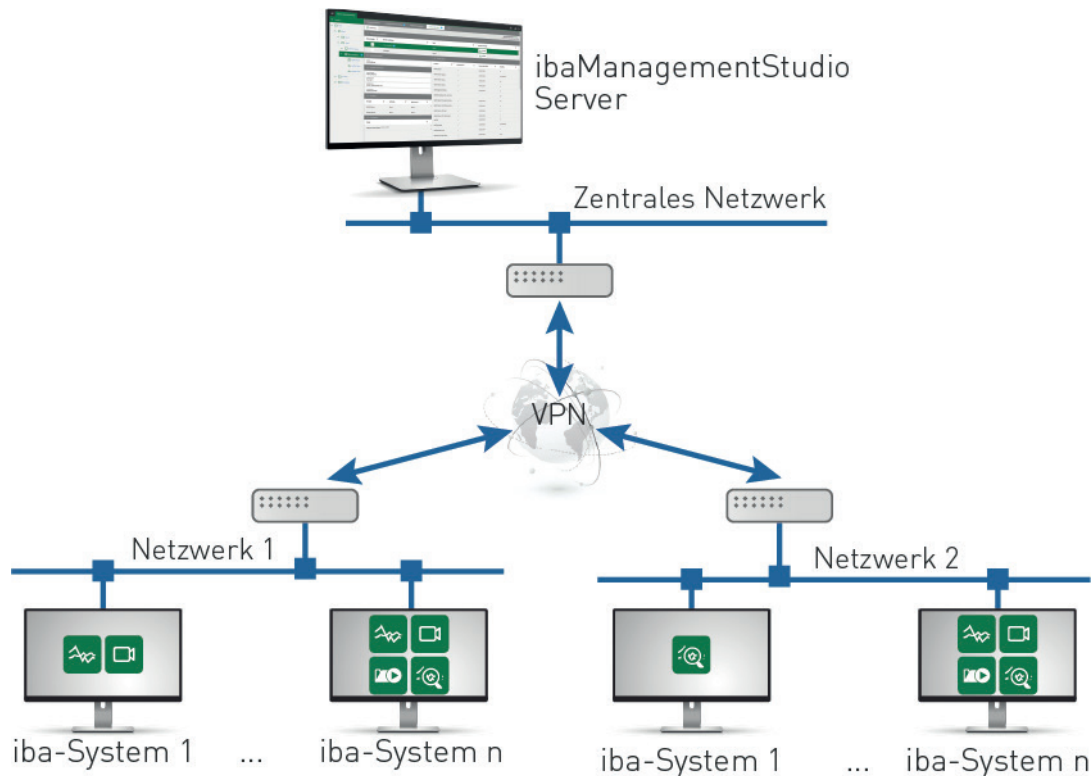 ibaManagementStudio
Server
Zentrales Netzwerk
VPN
Netzwerk 1
Netzwerk 2
iba-System 1
...
iba-System n
iba-System 1
...
iba-System n